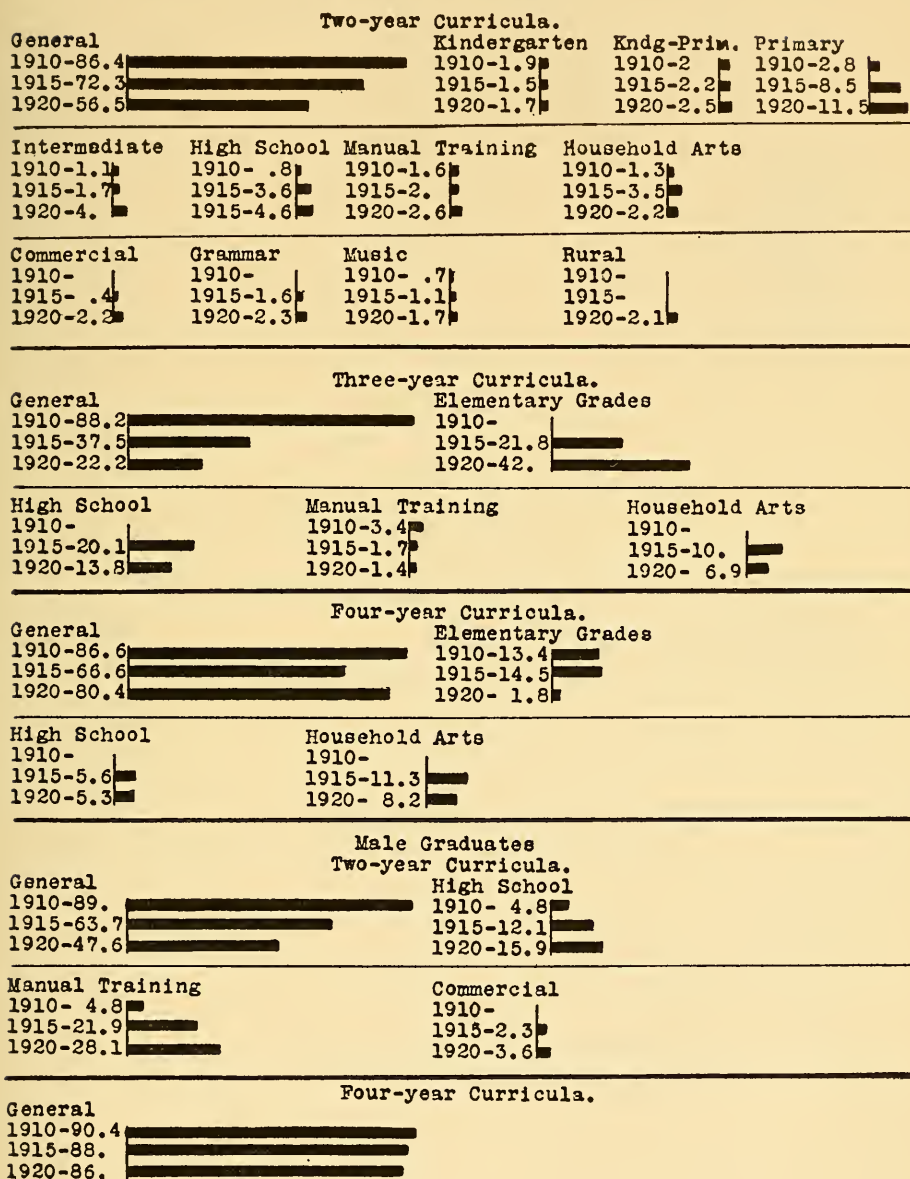 Two-year Curricula.
General Kindergarten Kndg-Prim. Primary
1910-86.4 1910-1.9 1910-2 1910-2.8
1915-72.3 1915-1.5 1915-2.2 1915-8.5
1920-56.5 1920-1.7 1920-2.5 1920-11.5
Intermediate High School Manual Training Household Arts
1910-1.1 1910- .8 1910-1.6 1910-1.3
1915-1.7 1915-3.6 1915-2. 1915-3.5
1920-4. 1915-4.6 1920-2.6 1920-2.2
Commercial Grammar Music Rural
1910- 1910- 1910- .7 1910-
1915- .4 1915-1.6 1915-1.1 1915-
1920-2.2 1920-2.3 1920-1.7 1920-2.1
Three-year Curricula.
General Elementary Grades
1910-88.2 1910-
1915-37.5 1915-21.8
1920-22.2 1920-42.
High School Manual Training Household Arts
1910- 1910-3.4 1910-
1915-20.1 1915-1.7 1915-10.
1920-13.8 1920-1.4 1920- 6.9
Four-year Curricula.
General Elementary Grades
1910-86.6 1910-13.4
1915-66.6 1915-14.5
1920-80.4 1920- 1.8
High School Household Arts
1910- 1910-
1915-5.6 1915-11.3
1920-5.3 1920- 8.2
Male Graduates
Two-year Curricula.
General High School
1910-89. 1910- 4.8
1915-63.7 1915-12.1
1920-47.6 1920-15.9
Manual Training Commercial
1910- 4.8 1910-
1915-21.9 1915-2.3
1920-28.1 1920-3.6
Four-year Curricula.
General
1910-90.4
1915-88.
1920-86.